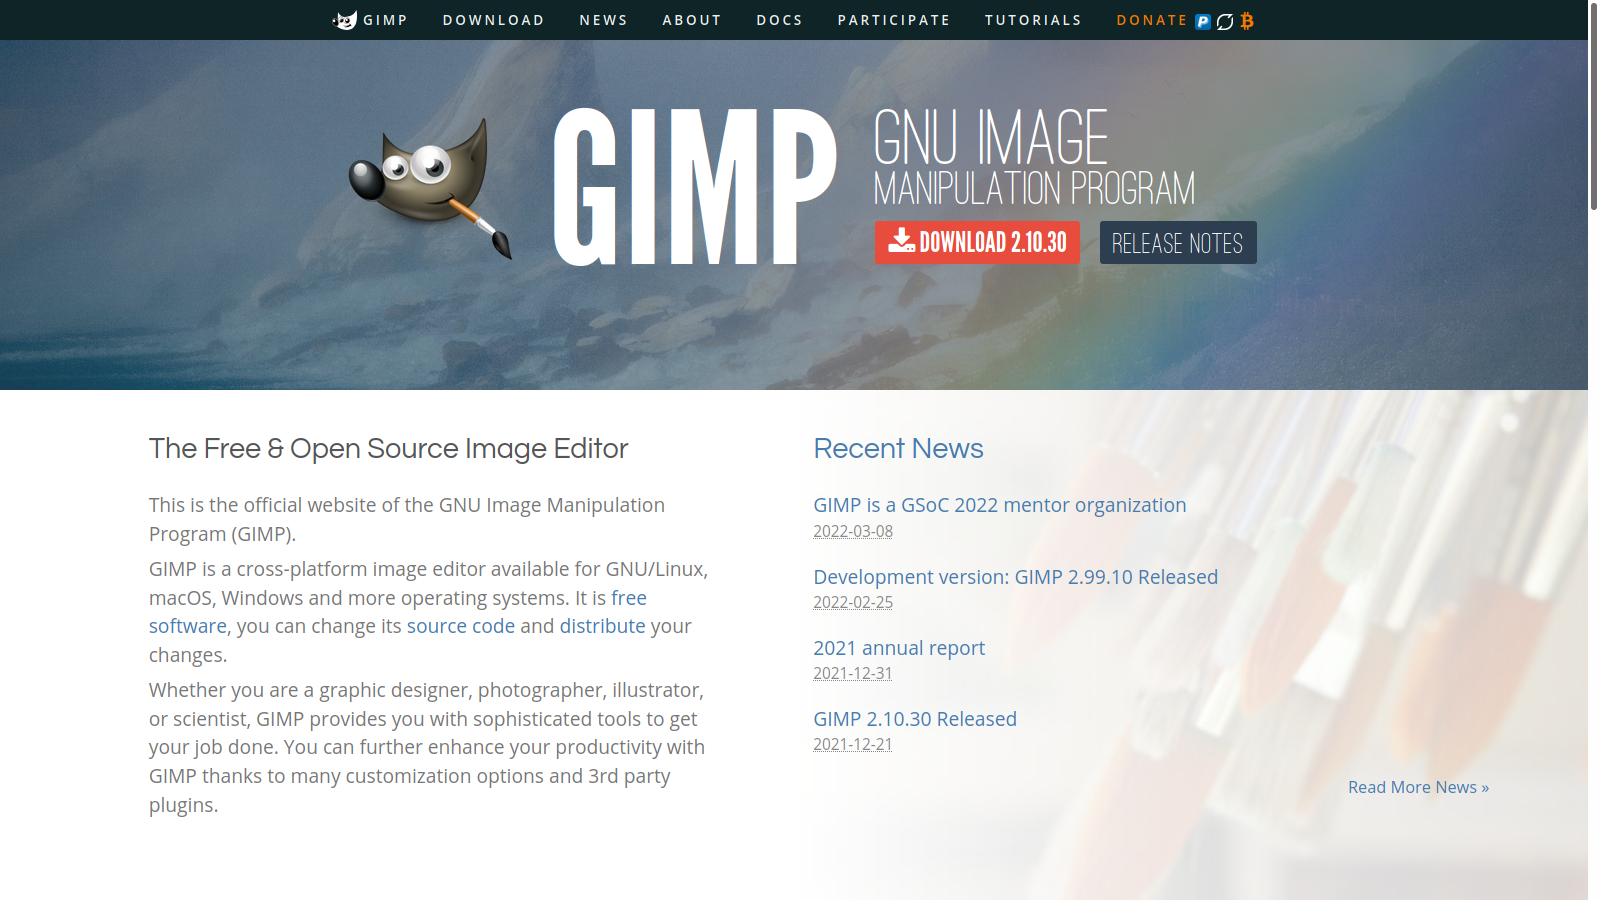 GIMP DOWNLOAD NEWS ABOUT DOCS PARTICIPATE TUTORIALS DONATE
GIMP
GNU IMAGE
MANIPULATION PROGRAM
DOWNLOAD 2.10.30
RELEASE NOTES
The Free & Open Source Image Editor
This is the official website of the GNU Image Manipulation
Program (GIMP).
GIMP is a cross-platform image editor available for GNU/Linux,
macOS, Windows and more operating systems. It is free
software, you can change its source code and distribute your
changes.
Whether you are a graphic designer, photographer, illustrator,
or scientist, GIMP provides you with sophisticated tools to get
your job done. You can further enhance your productivity with
GIMP thanks to many customization options and 3rd party
plugins.
Recent News
GIMP is a GSoC 2022 mentor organization
2022-03-08
Development version: GIMP 2.99.10 Released
2022-02-25
2021 annual report
2021-12-31
GIMP 2.10.30 Released
2021-12-21
Read More News »